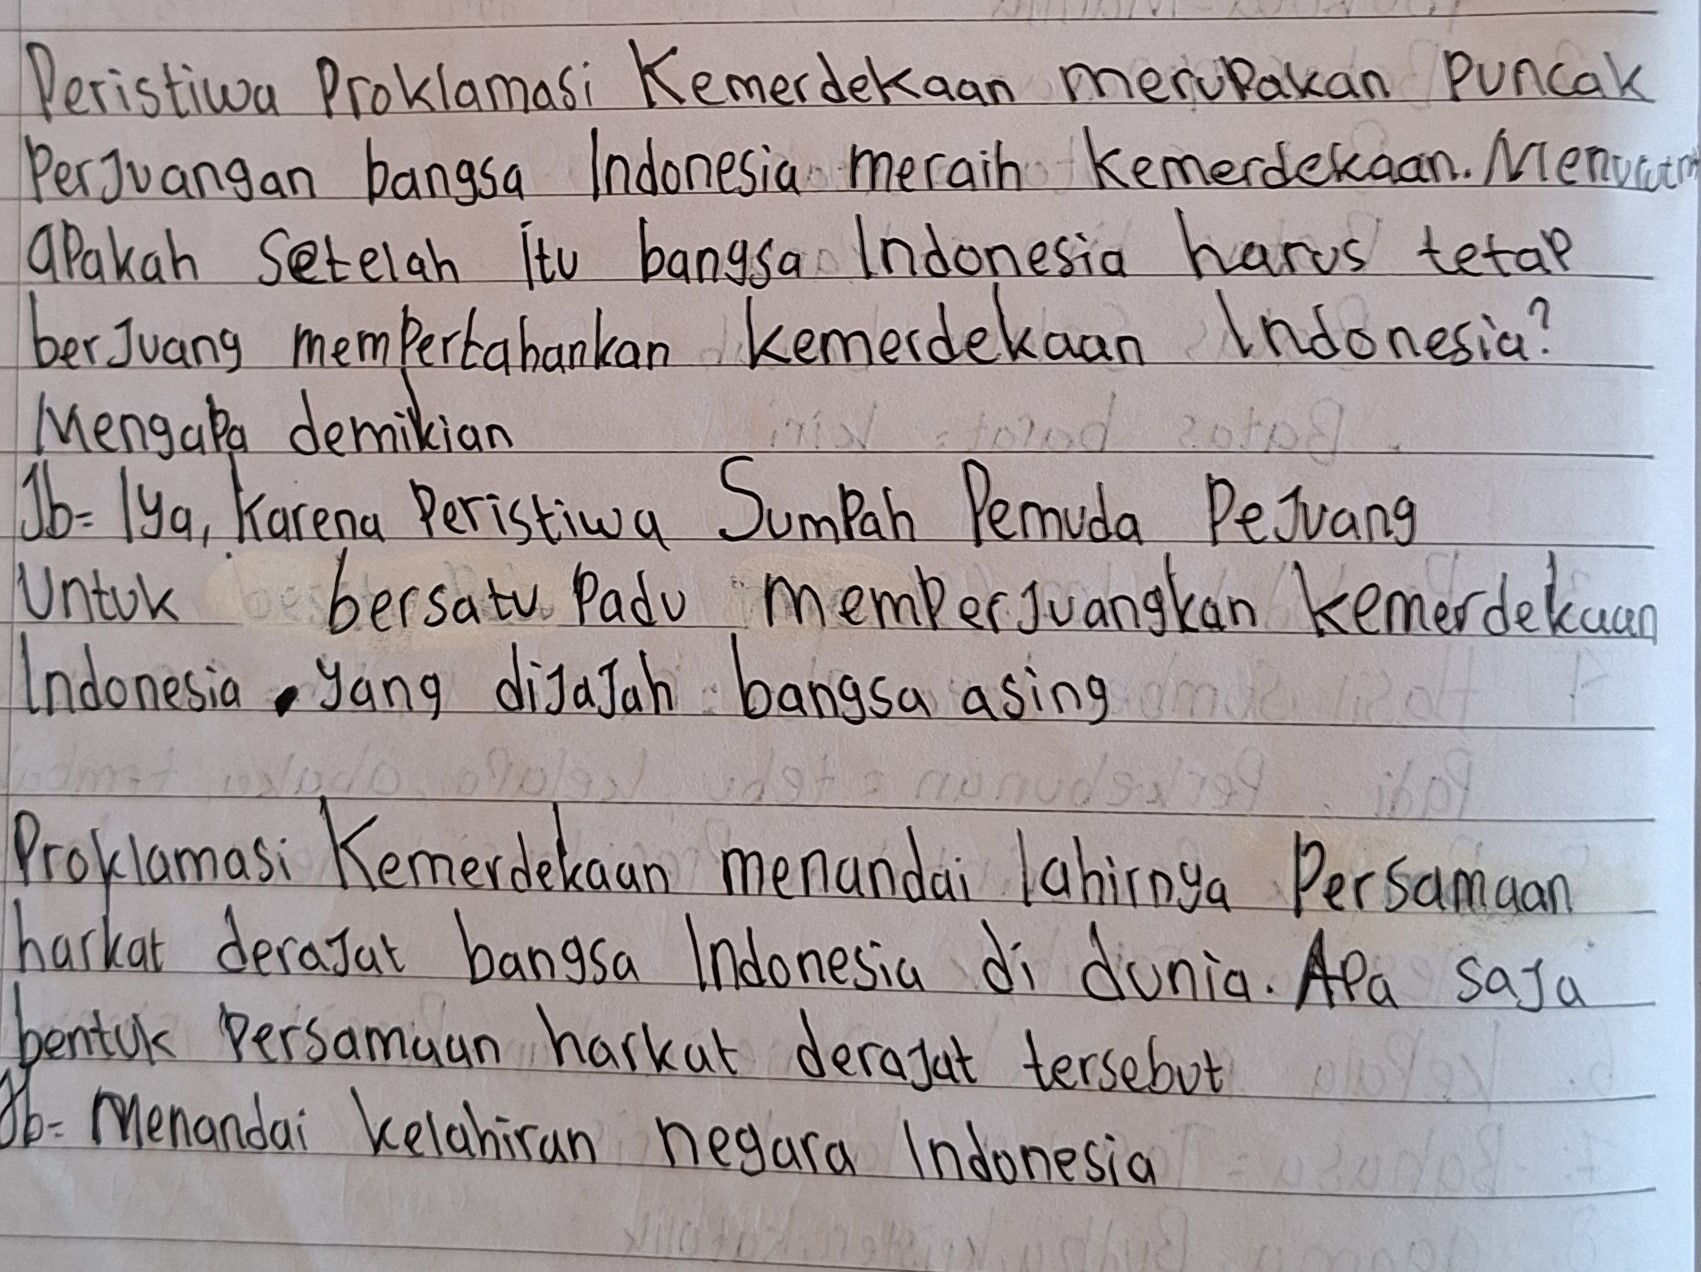 Peristiwa Proklamasi Kemerdekaan merupakan puncak
Perjuangan bangsa Indonesia meraih kemerdekaan.
apakah setelah itu bangsa Indonesia harus tetap
berjuang mempertahankan kemerdekaan Indonesia?
Mengapa demikian
Jb= Iya, karena Peristiwa Sumpah Pemuda Pejuang
Untuk bersatu padu memperjuangkan kemerdekaan
Indonesia yang dijajah bangsa asing
Proklamasi Kemerdekaan menandai lahirnya Persamaan
harkat derajat bangsa Indonesia di dunia. Apa saja
bentuk Persamaan harkat derajat tersebut
Jb= Menandai kelahiran negara Indonesia